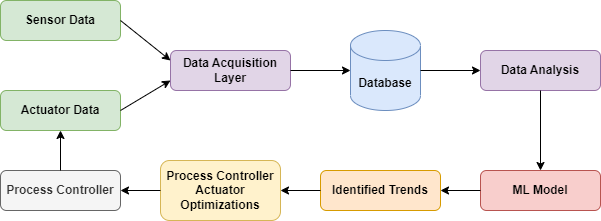 Sensor Data
Data Acquisition
Layer
Database
Data Analysis
Actuator Data
Process Controller
Process Controller
Actuator
Optimizations
Identified Trends
ML Model